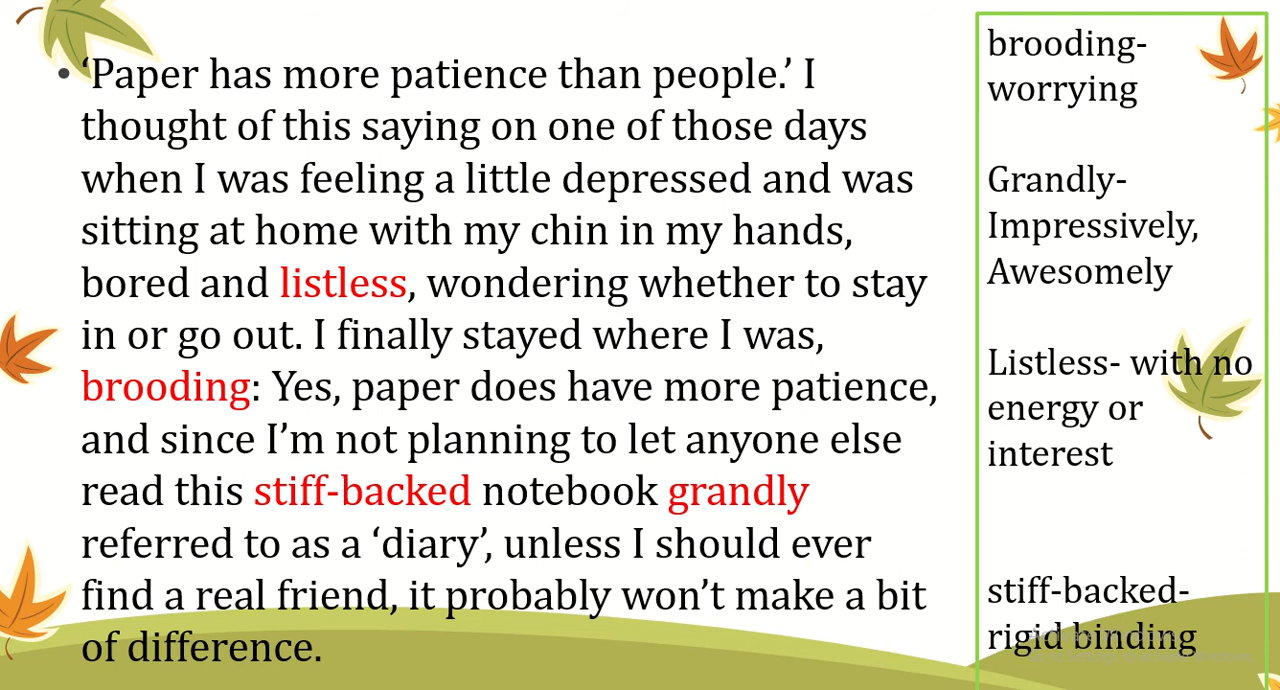 • ‘Paper has more patience than people.’ I
thought of this saying on one of those days
when I was feeling a little depressed and was
sitting at home with my chin in my hands,
bored and listless, wondering whether to stay
in or go out. I finally stayed where I was,
brooding: Yes, paper does have more patience,
and since I’m not planning to let anyone else
read this stiff-backed notebook grandly
referred to as a ‘diary’, unless I should ever
find a real friend, it probably won’t make a bit
of difference.
brooding-
worrying
Grandly-
Impressively,
Awesomely
Listless- with no
energy or
interest
stiff-backed-
rigid binding